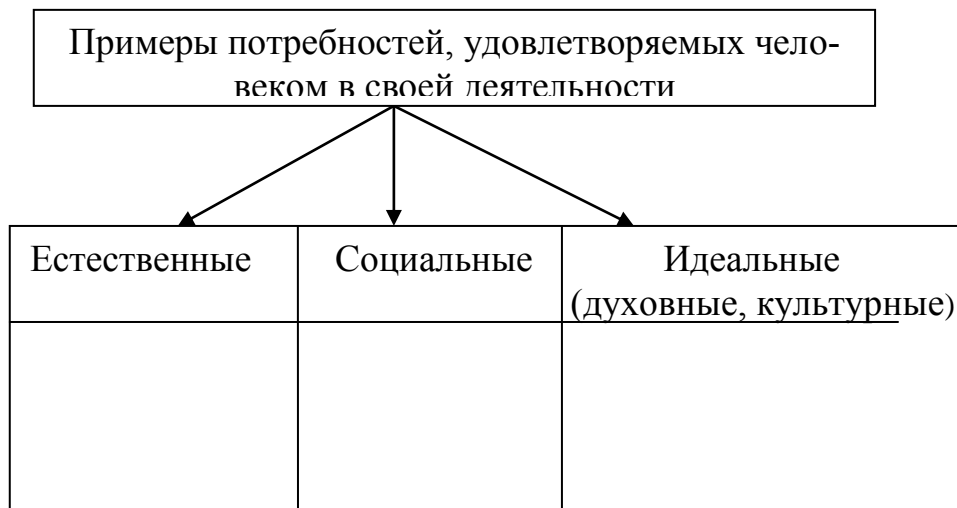 Примеры потребностей, удовлетворяемых чело-
веком в своей деятельности
Естественные
Социальные
Идеальные
(духовные, культурные)